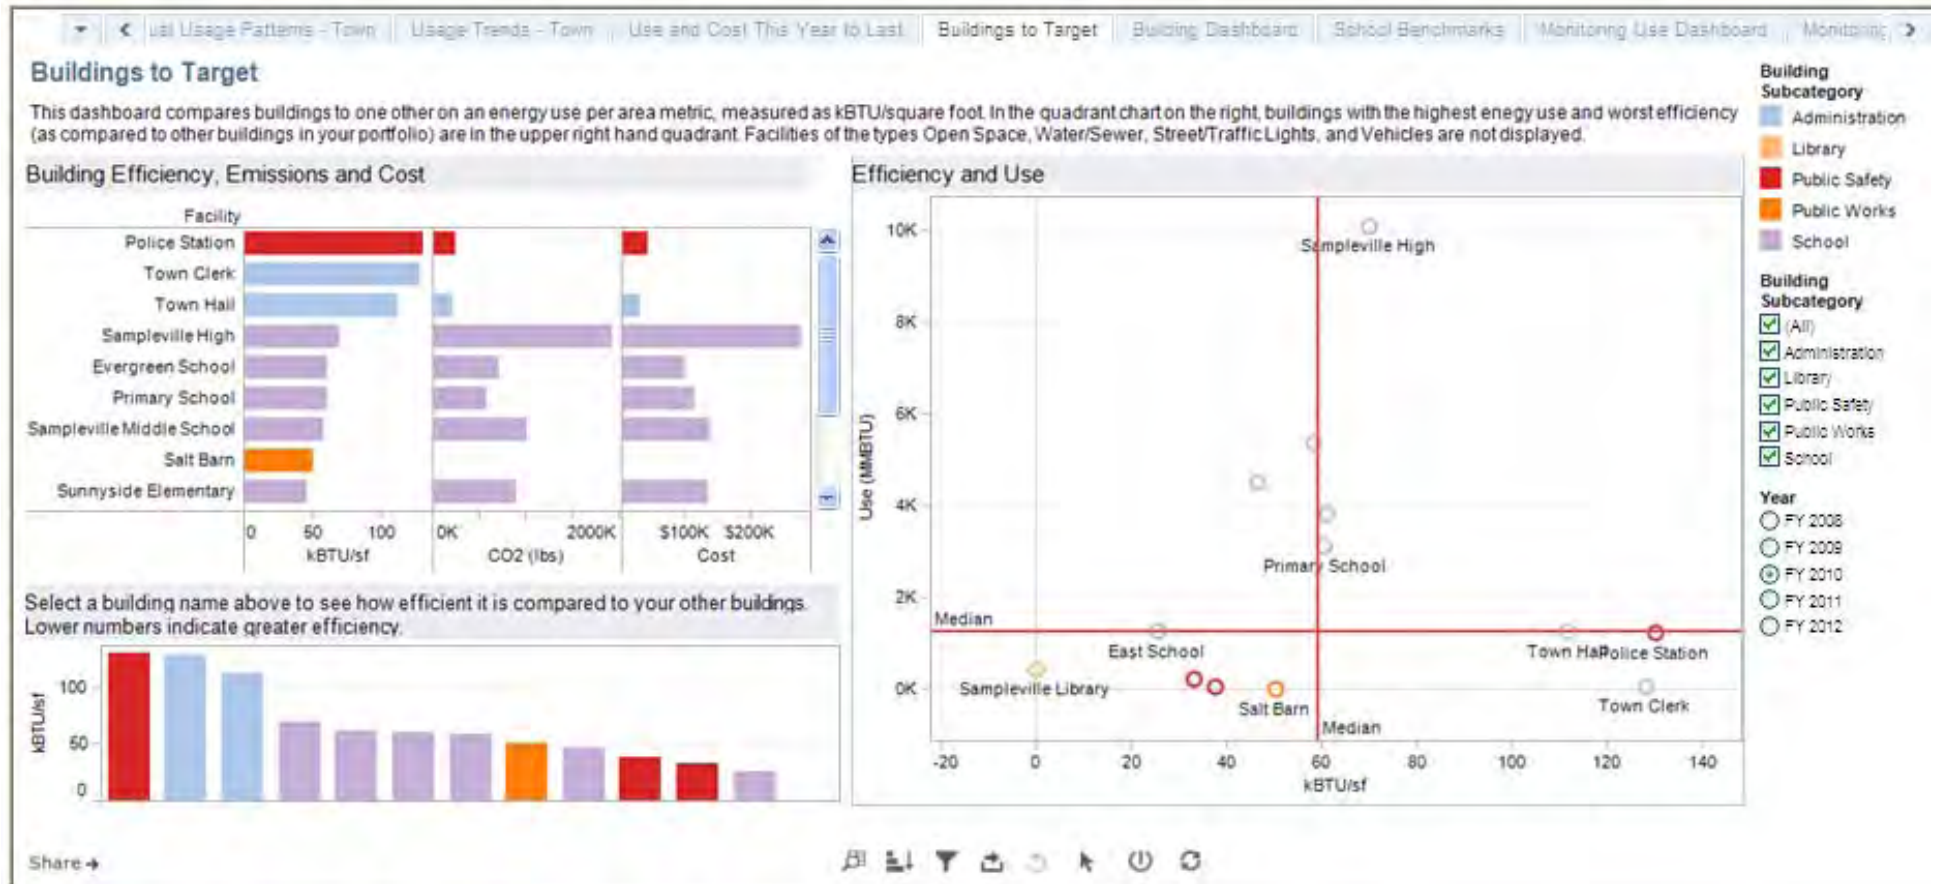 ual Usage Patterns - Town
Usage Trends - Town
Use and Cost This Year to Last
Buildings to Target
Building Dashboard
School Benchmarks
Monitoring Use Dashboard
Monitoring
Buildings to Target
This dashboard compares buildings to one other on an energy use per area metric, measured as kBTU/square foot. In the quadrant chart on the right, buildings with the highest enegy use and worst efficiency
(as compared to other buildings in your portfolio) are in the upper right hand quadrant. Facilities of the types Open Space, Water/Sewer, Street/Traffic Lights, and Vehicles are not displayed.
Building Efficiency, Emissions and Cost
Facility
Police Station
Town Clerk
Town Hall
Sampleville High
Evergreen School
Primary School
Sampleville Middle School
Salt Barn
Sunnyside Elementary
0 50 100
kBTU/sf
0K 2000K
CO2 (lbs)
$100K $200K
Cost
Select a building name above to see how efficient it is compared to your other buildings.
Lower numbers indicate greater efficiency.
kBTU/sf
100
50
0
Efficiency and Use
Use (MMBTU)
10K
8K
6K
4K
2K
0K
Sampleville High
Primary School
Median
East School
Town Hall
Police Station
Sampleville Library
Salt Barn
Town Clerk
Median
-20 0 20 40 60 80 100 120 140
kBTU/sf
Building
Subcategory
Administration
Library
Public Safety
Public Works
School
Building
Subcategory
(All)
Administration
Library
Public Safety
Public Works
School
Year
FY 2008
FY 2009
FY 2010
FY 2011
FY 2012
Share